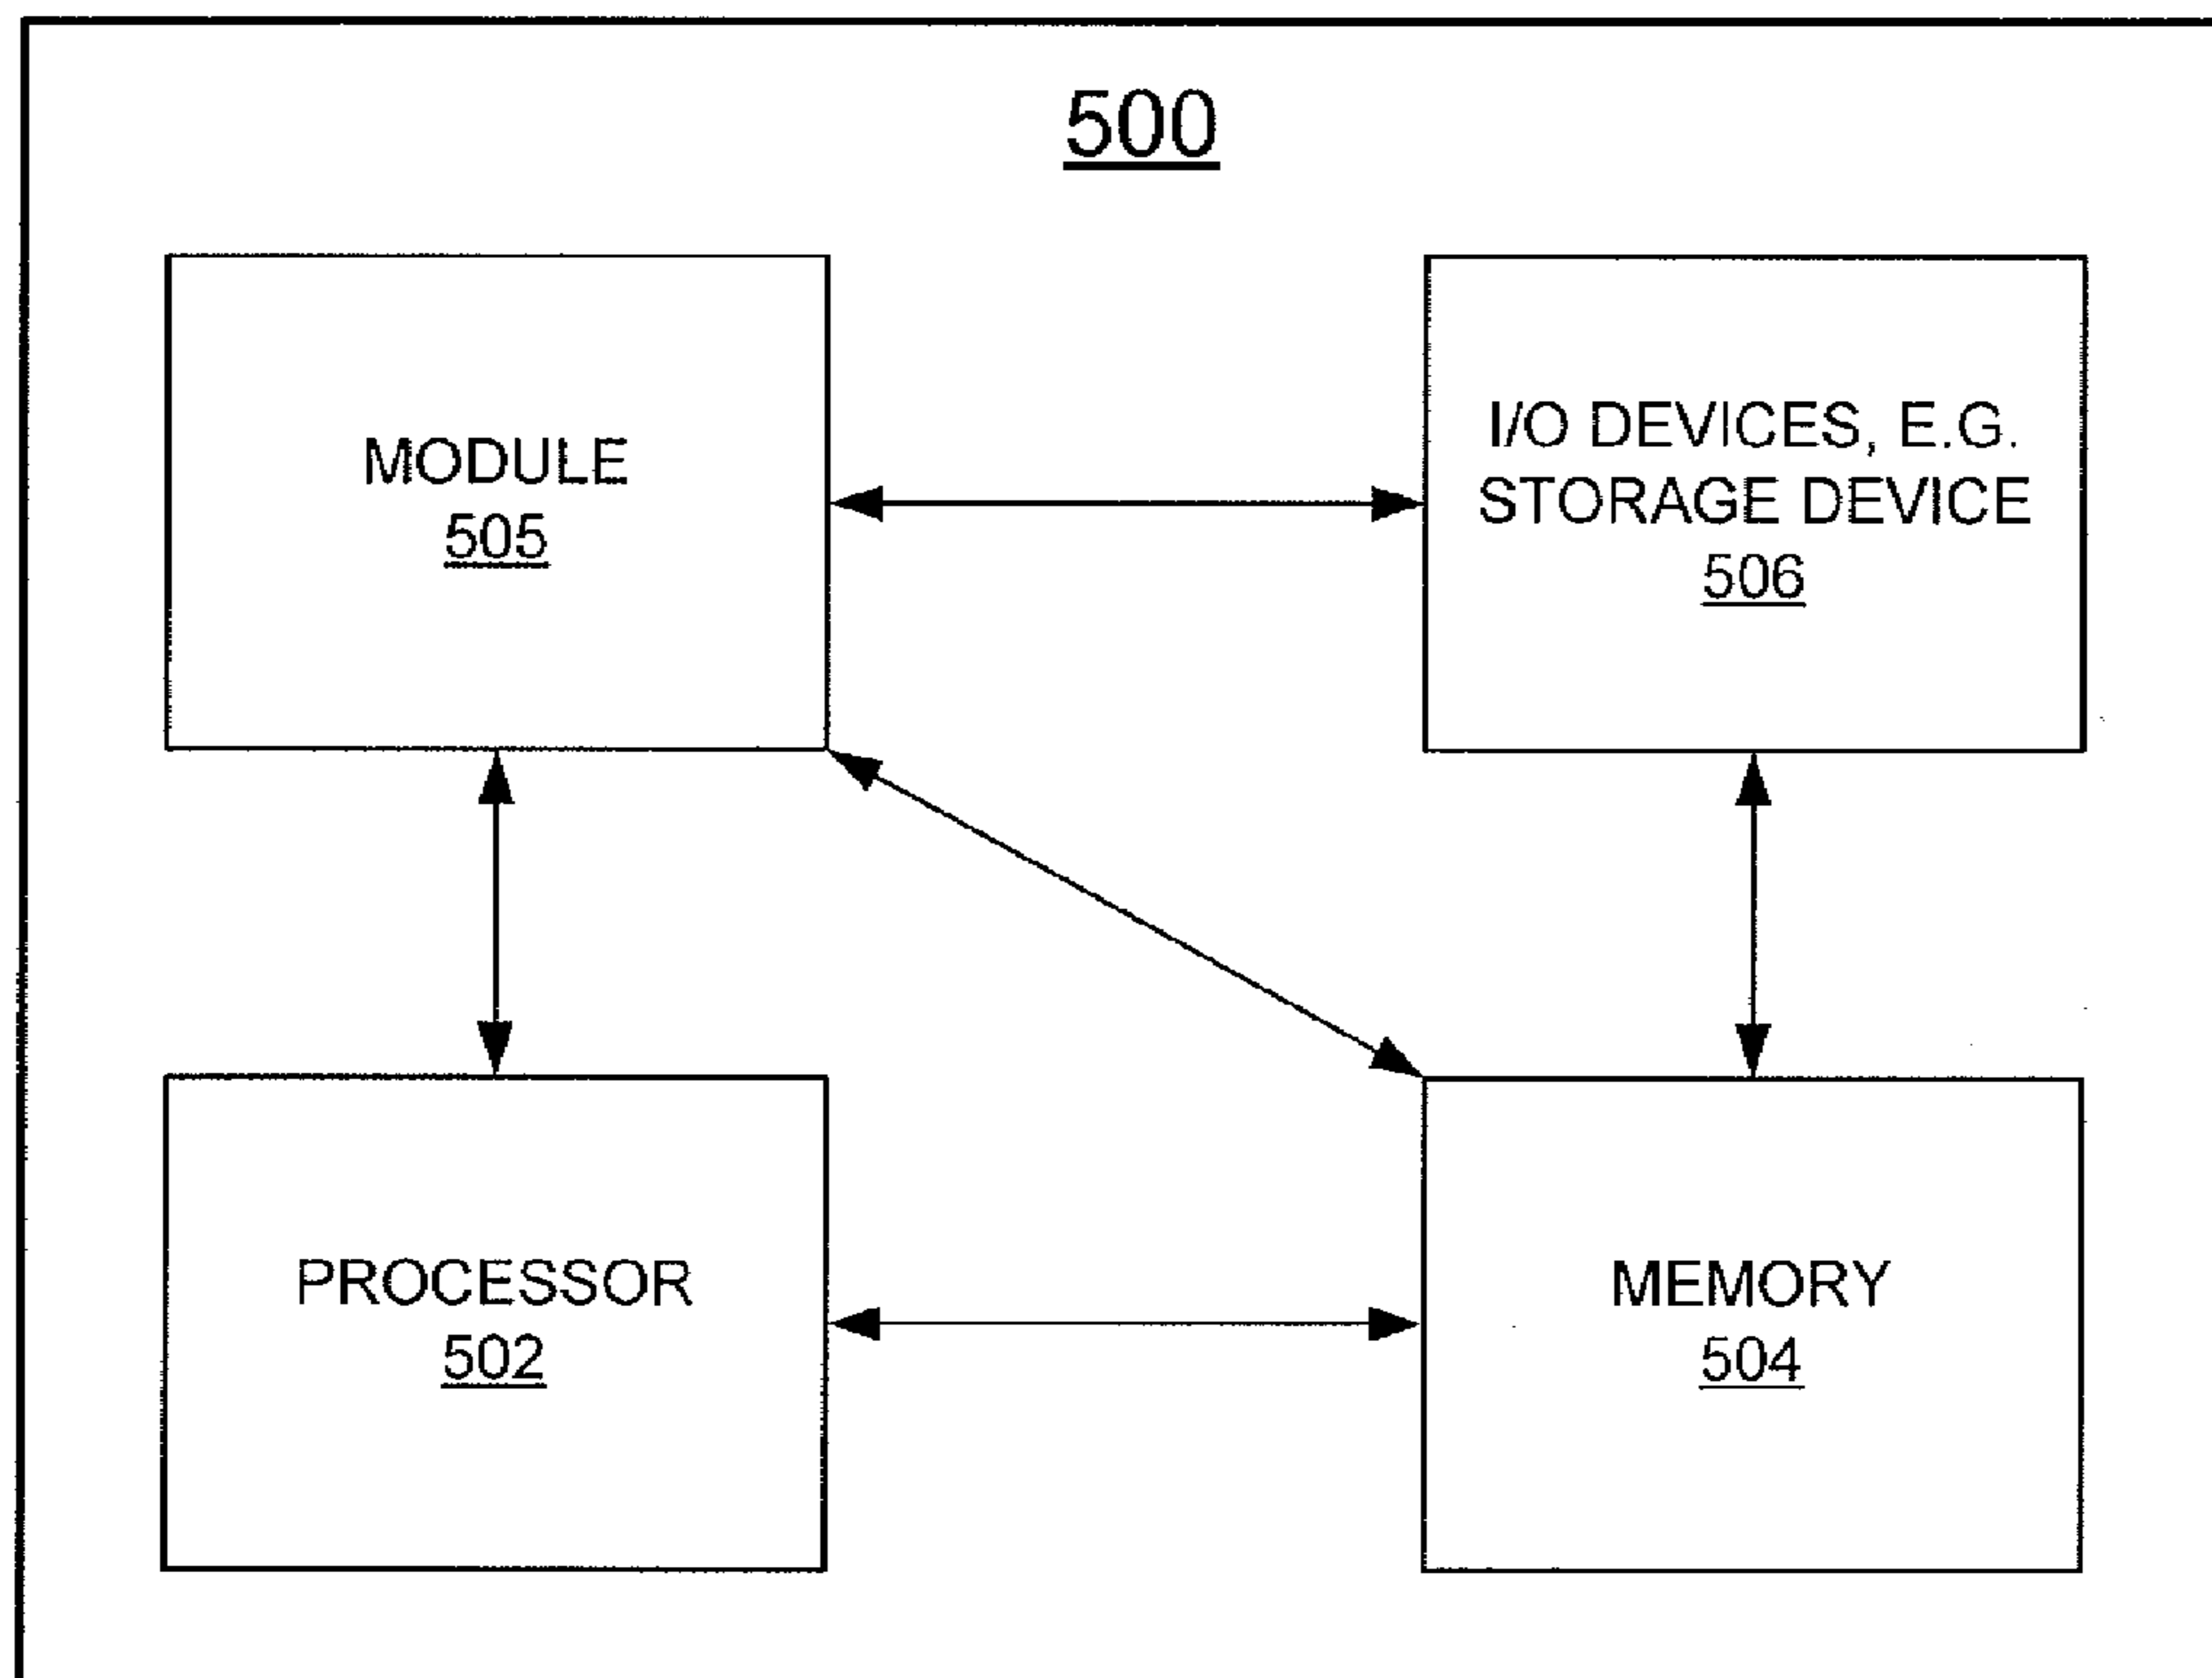 500
MODULE
505
I/O DEVICES, E.G.
STORAGE DEVICE
506
PROCESSOR
502
MEMORY
504